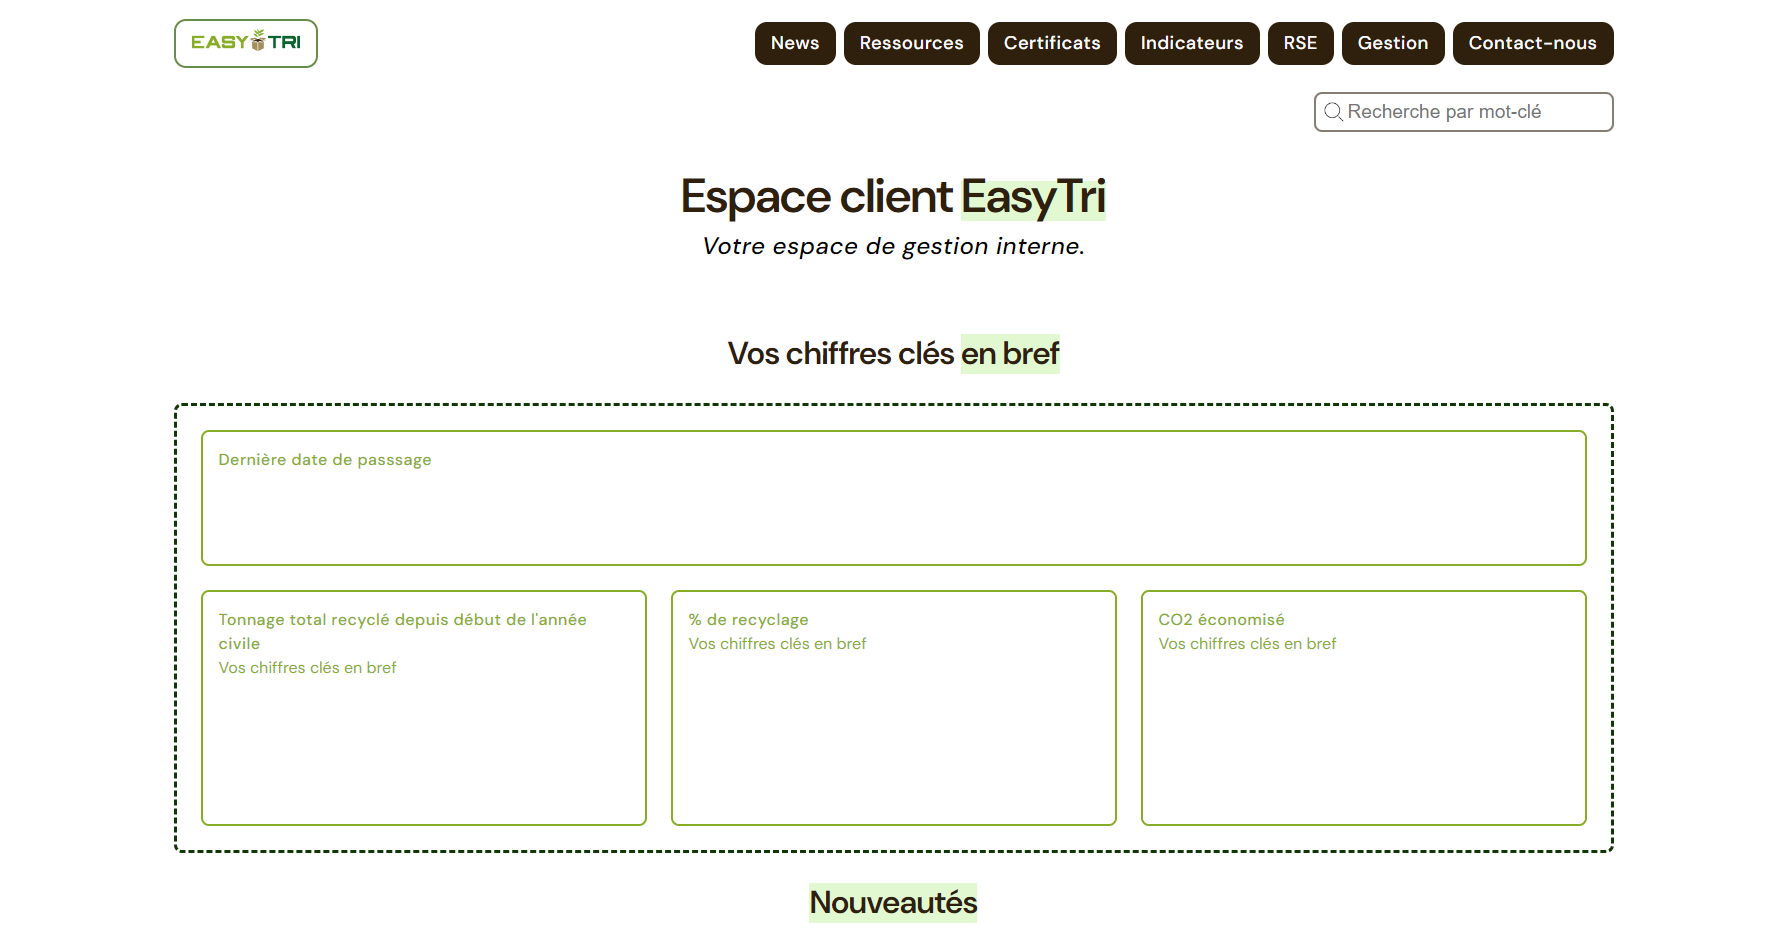 EASY TRI
News Ressources Certificats Indicateurs RSE Gestion Contact-nous
Recherche par mot-clé
Espace client EasyTri
Votre espace de gestion interne.
Vos chiffres clés en bref
Dernière date de passsage
Tonnage total recyclé depuis début de l'année
civile
Vos chiffres clés en bref
% de recyclage
Vos chiffres clés en bref
CO2 économisé
Vos chiffres clés en bref
Nouveautés